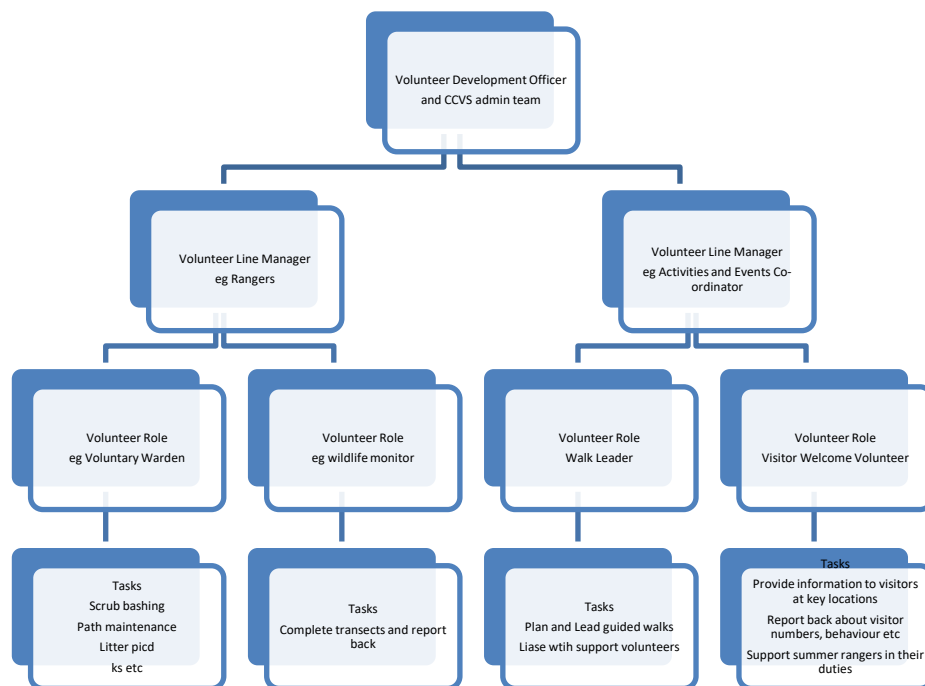 Volunteer Development Officer
and CCVS admin team
Volunteer Line Manager
eg Rangers
Volunteer Line Manager
eg Activities and Events Co-
ordinator
Volunteer Role
eg Voluntary Warden
Volunteer Role
eg wildlife monitor
Volunteer Role
Walk Leader
Volunteer Role
Visitor Welcome Volunteer
Tasks
Scrub bashing
Path maintenance
Litter picd
ks etc
Tasks
Complete transects and report
back
Tasks
Plan and Lead guided walks
Liase wtih support volunteers
Tasks
Provide information to visitors
at key locations
Report back about visitor
numbers, behaviour etc
Support summer rangers in their
duties